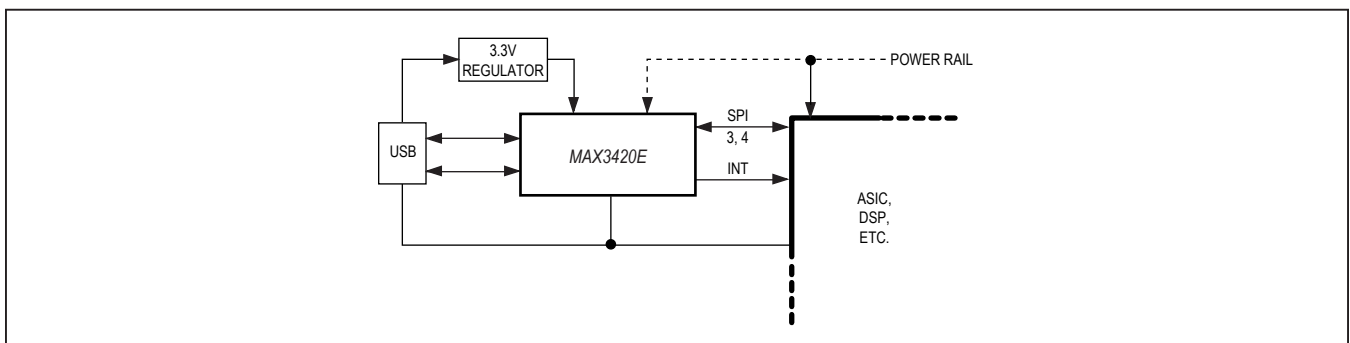 3.3V
REGULATOR
POWER RAIL
USB
MAX3420E
SPI
3, 4
INT
ASIC,
DSP,
ETC.